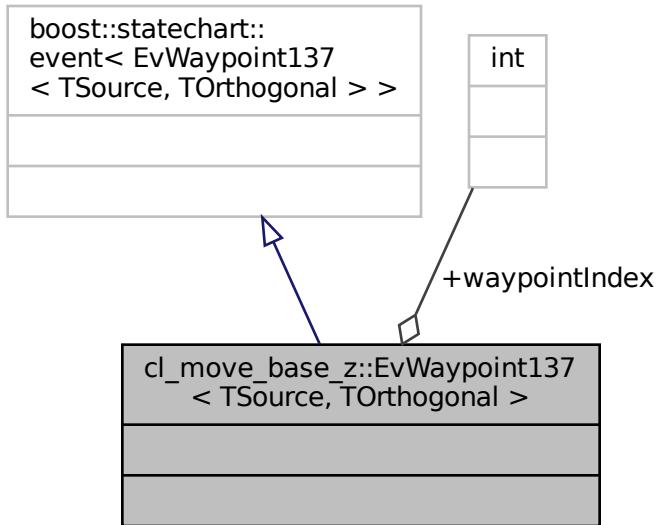 boost::statechart::
event< EvWaypoint137
< TSource, TOrthogonal > >
int
+waypointIndex
cl_move_base_z::EvWaypoint137
< TSource, TOrthogonal >